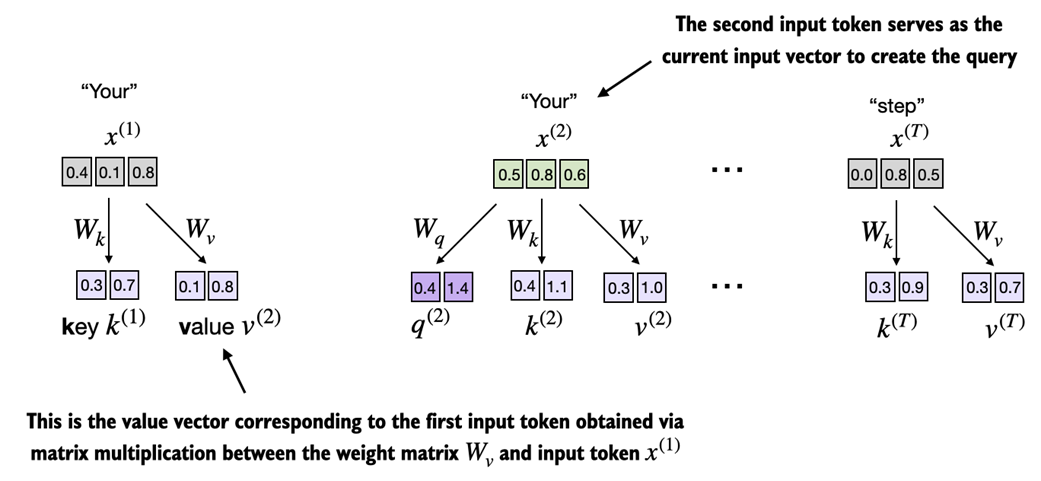 The second input token serves as the
current input vector to create the query
“Your”
“Your”
“step”
x^(1)
x^(2)
x^(T)
0.4 0.1 0.8
0.5 0.8 0.6
...
0.0 0.8 0.5
W_k
W_v
W_q
W_k
W_v
W_k
W_v
0.3 0.7
0.1 0.8
0.4 1.4
0.4 1.1
0.3 1.0
...
0.3 0.9
0.3 0.7
key k^(1)
value v^(2)
q^(2)
k^(2)
v^(2)
k^(T)
v^(T)
This is the value vector corresponding to the first input token obtained via
matrix multiplication between the weight matrix W_v and input token x^(1)